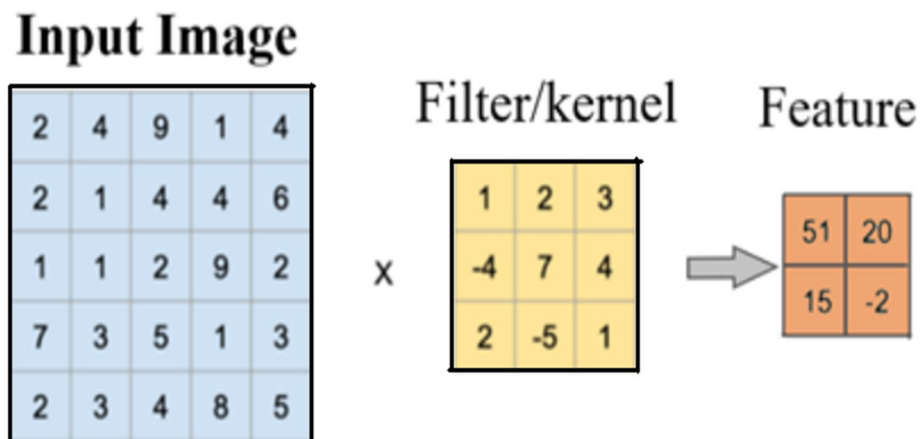 Input Image
Filter/kernel
Feature
2 4 9 1 4
2 1 4 4 6
1 1 2 9 2
7 3 5 1 3
2 3 4 8 5
x
1 2 3
-4 7 4
2 -5 1
51 20
15 -2